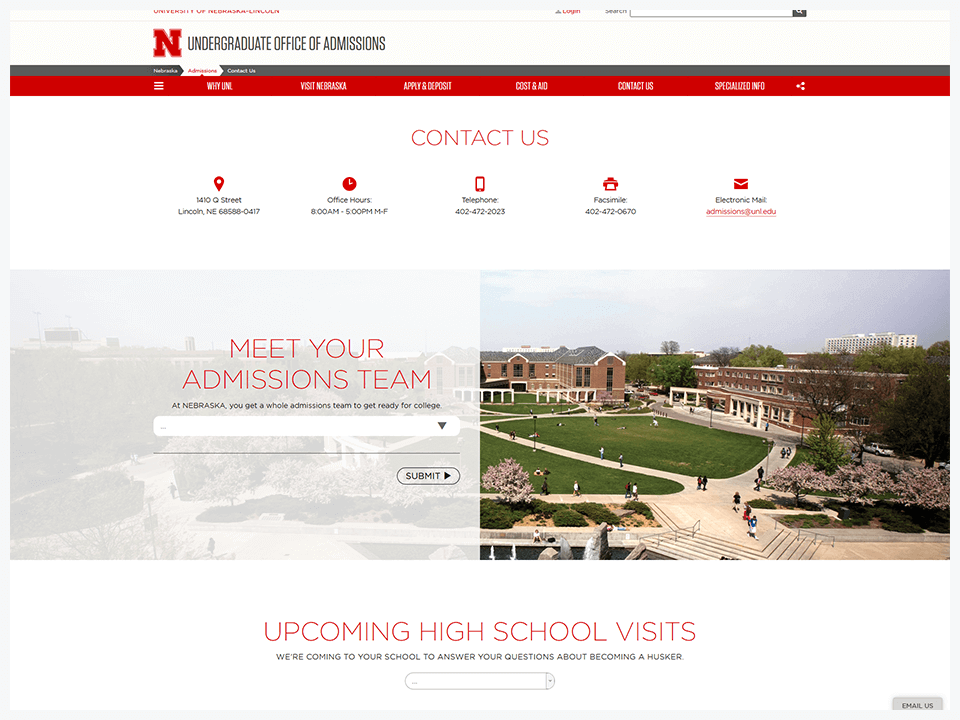 UNIVERSITY OF NEBRASKA-LINCOLN
Login
Search
N
UNDERGRADUATE OFFICE OF ADMISSIONS
Nebraska Admissions Contact Us
WHY UNL VISIT NEBRASKA APPLY & DEPOSIT COST & AID CONTACT US SPECIALIZED INFO
CONTACT US
1410 Q Street
Lincoln, NE 68588-0417
Office Hours:
8:00AM - 5:00PM M-F
Telephone:
402-472-2023
Facsimile:
402-472-0670
Electronic Mail:
admissions@unl.edu
MEET YOUR
ADMISSIONS TEAM
At NEBRASKA, you get a whole admissions team to get ready for college.
...
SUBMIT
UPCOMING HIGH SCHOOL VISITS
WE'RE COMING TO YOUR SCHOOL TO ANSWER YOUR QUESTIONS ABOUT BECOMING A HUSKER.
...
EMAIL US